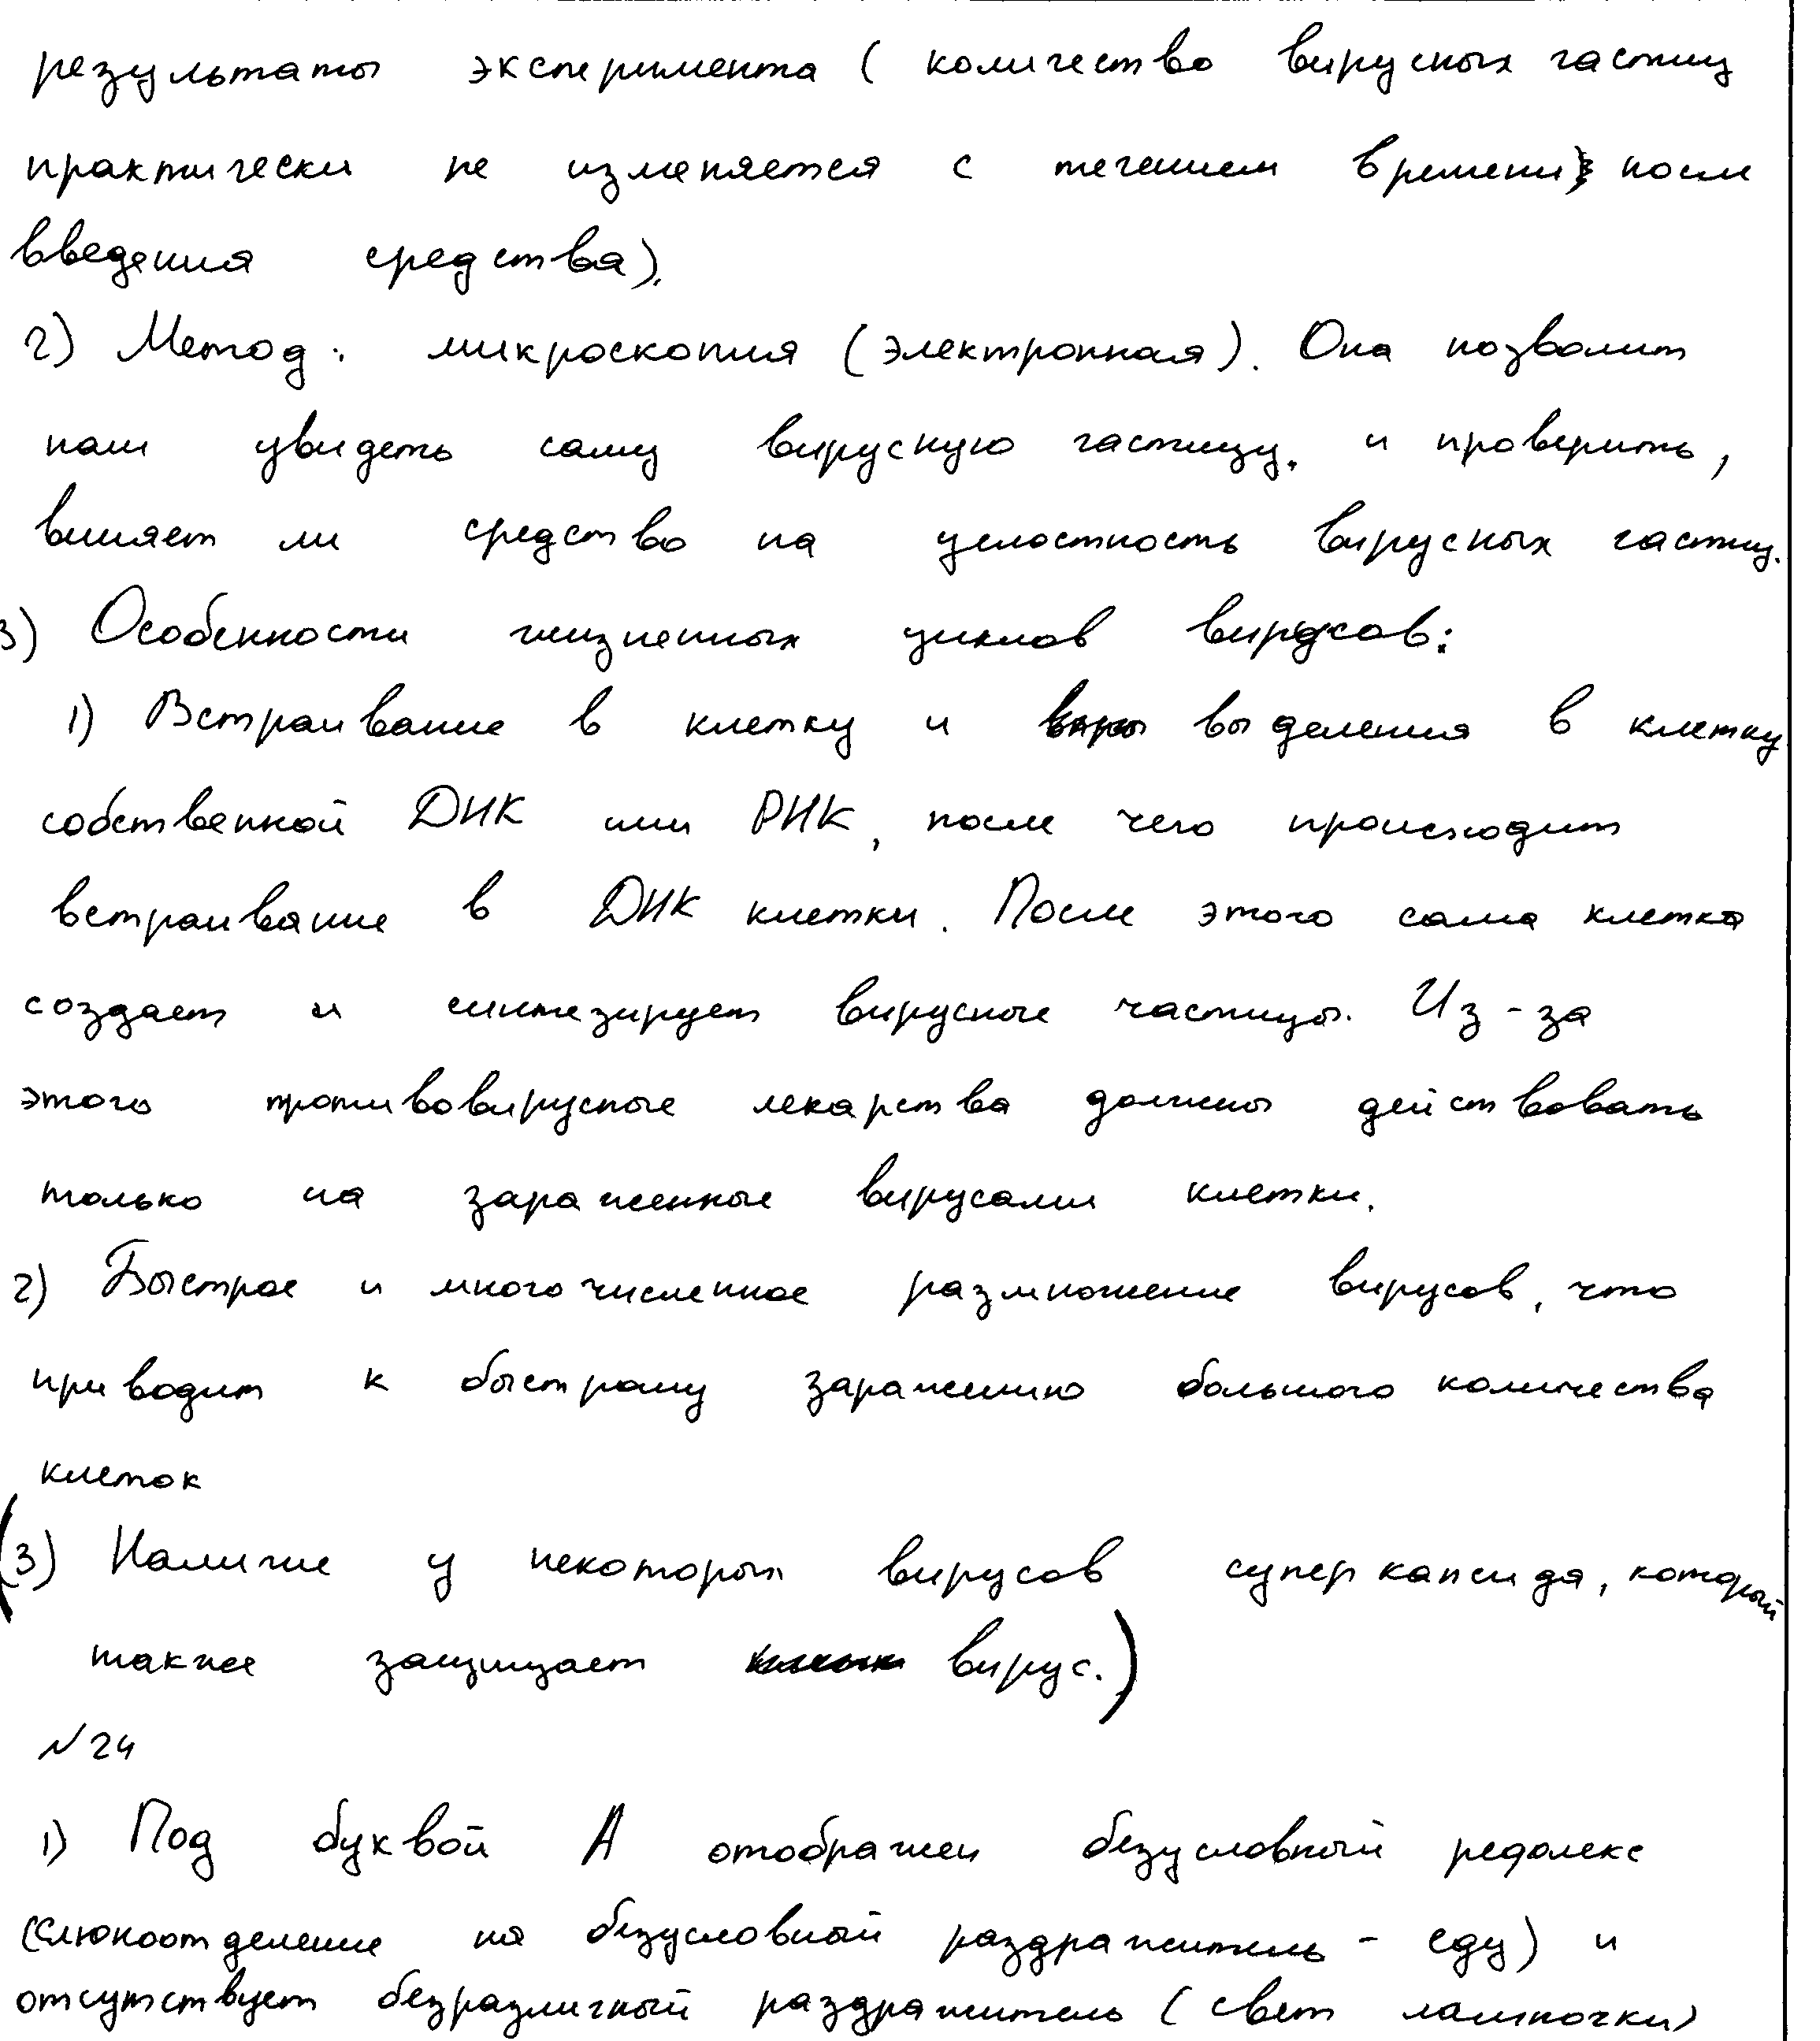 результаты эксперимента ( количество вирусных частиц
практически не изменяется с течением времени после
введения средства).
2) Метод: микроскопия (электронная). Она позволит
нам увидеть саму вирусную частицу. и проверить,
влияет ли средство на целостность вирусных частиц.
3) Особенности жизненных циклов вирусов:
1) Встраивание в клетку и выделения в клетку
собственной ДНК или РНК, после чего происходит
встраивание в ДНК клетки. После этого сама клетка
создает и синтезирует вирусные частицы. Из-за
этого противовирусные лекарства должны действовать
только на зараженные вирусами клетки.
2) Быстрое и многочисленное размножение вирусов, что
приводит к быстрому заражению большого количества
клеток
(3) Наличие у некоторых вирусов суперкапсида, который
также защищает вирус.)
№24
1) Под буквой А отображен безусловный рефлекс
(слюноотделение на безусловный раздражитель - еду) и
отсутствует безразличный раздражитель (свет лампочки)